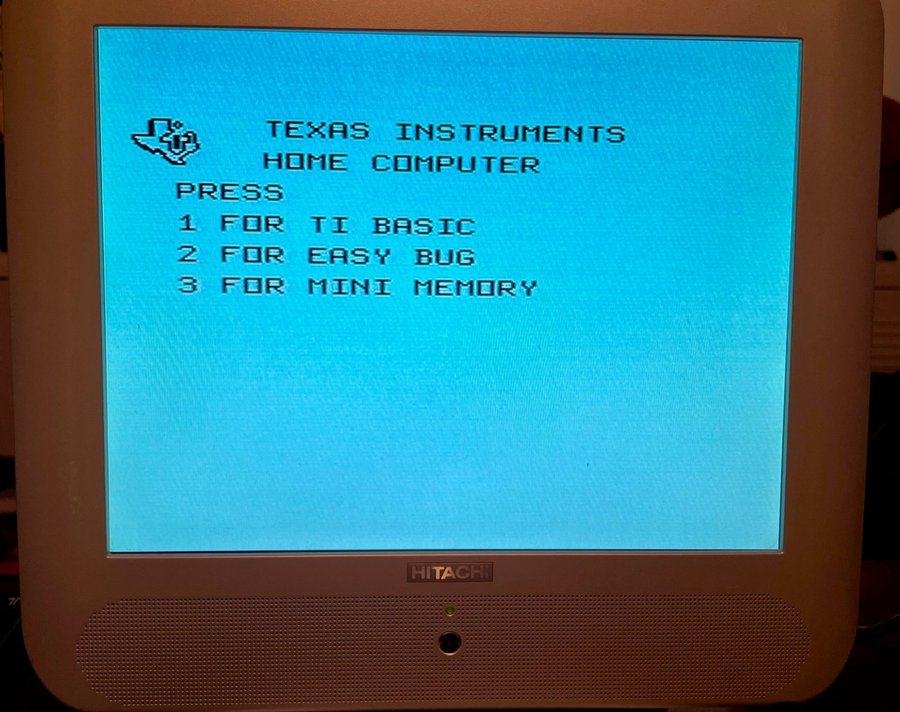 TEXAS INSTRUMENTS
HOME COMPUTER
PRESS
1 FOR TI BASIC
2 FOR EASY BUG
3 FOR MINI MEMORY
HITACHI